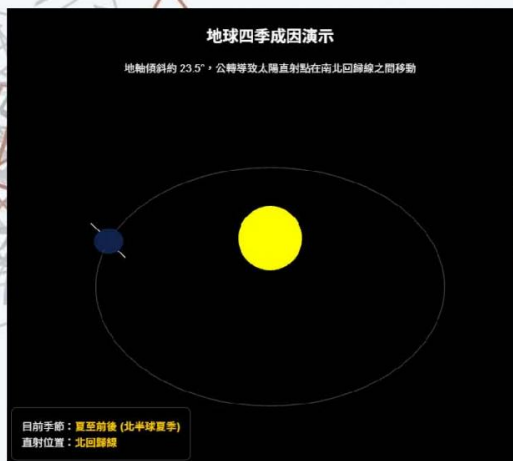 地球四季成因演示
地軸傾斜約 23.5°，公轉導致太陽直射點在南北回歸線之間移動
目前季節：夏至前後 (北半球夏季)
直射位置：北回歸線